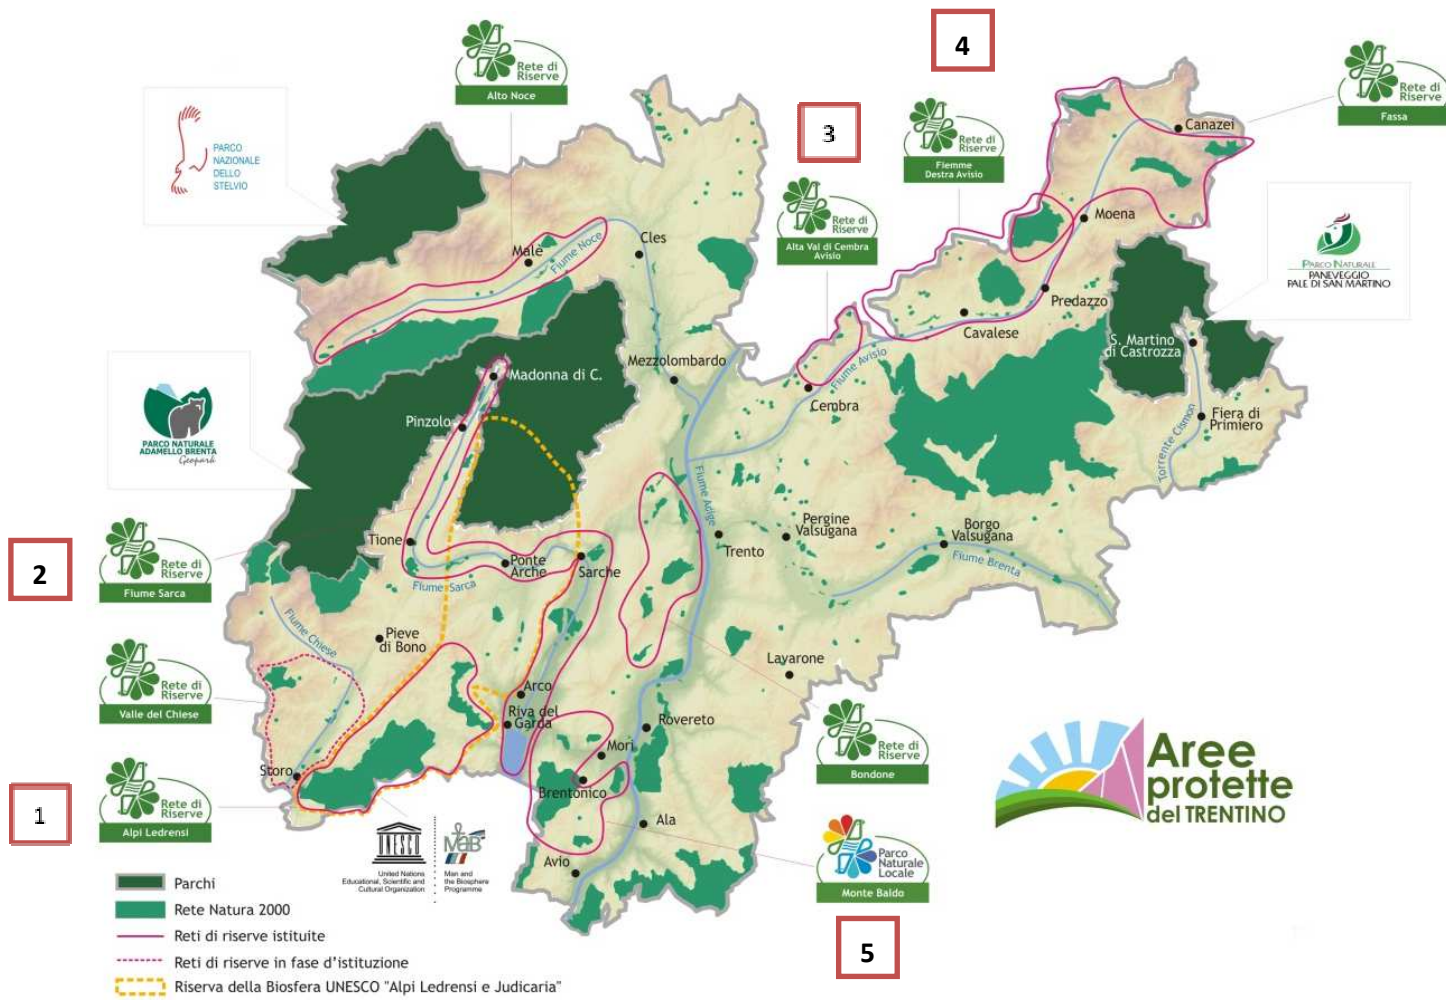 4
Rete di
Riserve
Alto Noce
Rete di
Riserve
Fassa
3
Rete di
Riserve
Fiemme
Destra Avisio
PARCO
NAZIONALE
DELLO
STELVIO
Canazei
Rete di
Riserve
Alta Val di Cembra
Avisio
Moena
Malè
Fiume Noce
Cles
PARCO NATURALE
PANEVEGGIO
PALE DI SAN MARTINO
Predazzo
Cavalese
S. Martino
di Castrozza
Mezzolombardo
Fiume Avisio
Madonna di C.
Cembra
Pinzolo
Fiera di
Primiero
PARCO NATURALE
ADAMELLO BRENTA
Geopark
Torrente Cismon
Fiume Adige
2
Rete di
Riserve
Fiume Sarca
Tione
Ponte
Arche
Sarche
Fiume Sarca
Trento
Pergine
Valsugana
Borgo
Valsugana
Fiume Brenta
Fiume Chiese
Pieve
di Bono
Lavarone
Rete di
Riserve
Valle del Chiese
Arco
Riva del
Garda
Rovereto
Mori
Rete di
Riserve
Bondone
Aree
protette
del TRENTINO
Storo
Brentonico
1
Rete di
Riserve
Alpi Ledrensi
Ala
Avio
UNESCO
MAB
United Nations
Educational, Scientific and
Cultural Organization
Man and
the Biosphere
Programme
Parco
Naturale
Locale
Monte Baldo
5
Parchi
Rete Natura 2000
Reti di riserve istituite
Reti di riserve in fase d'istituzione
Riserva della Biosfera UNESCO "Alpi Ledrensi e Judicaria"